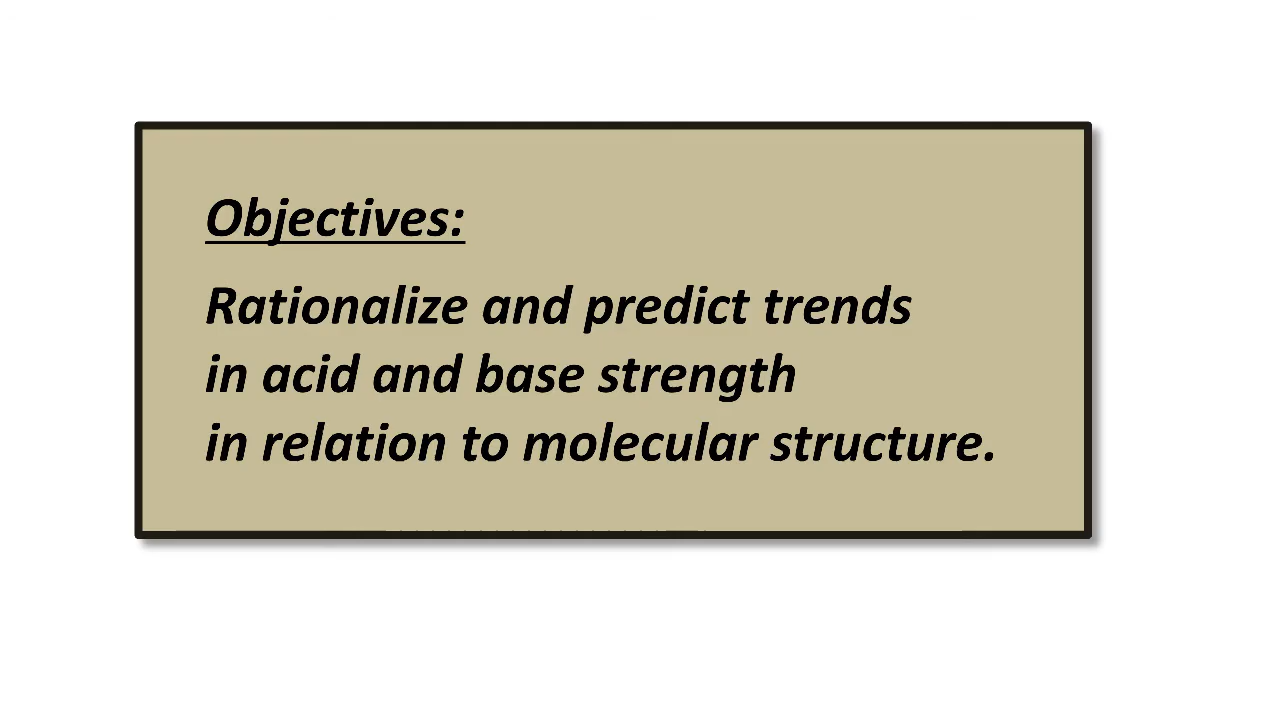 Objectives:
Rationalize and predict trends
in acid and base strength
in relation to molecular structure.